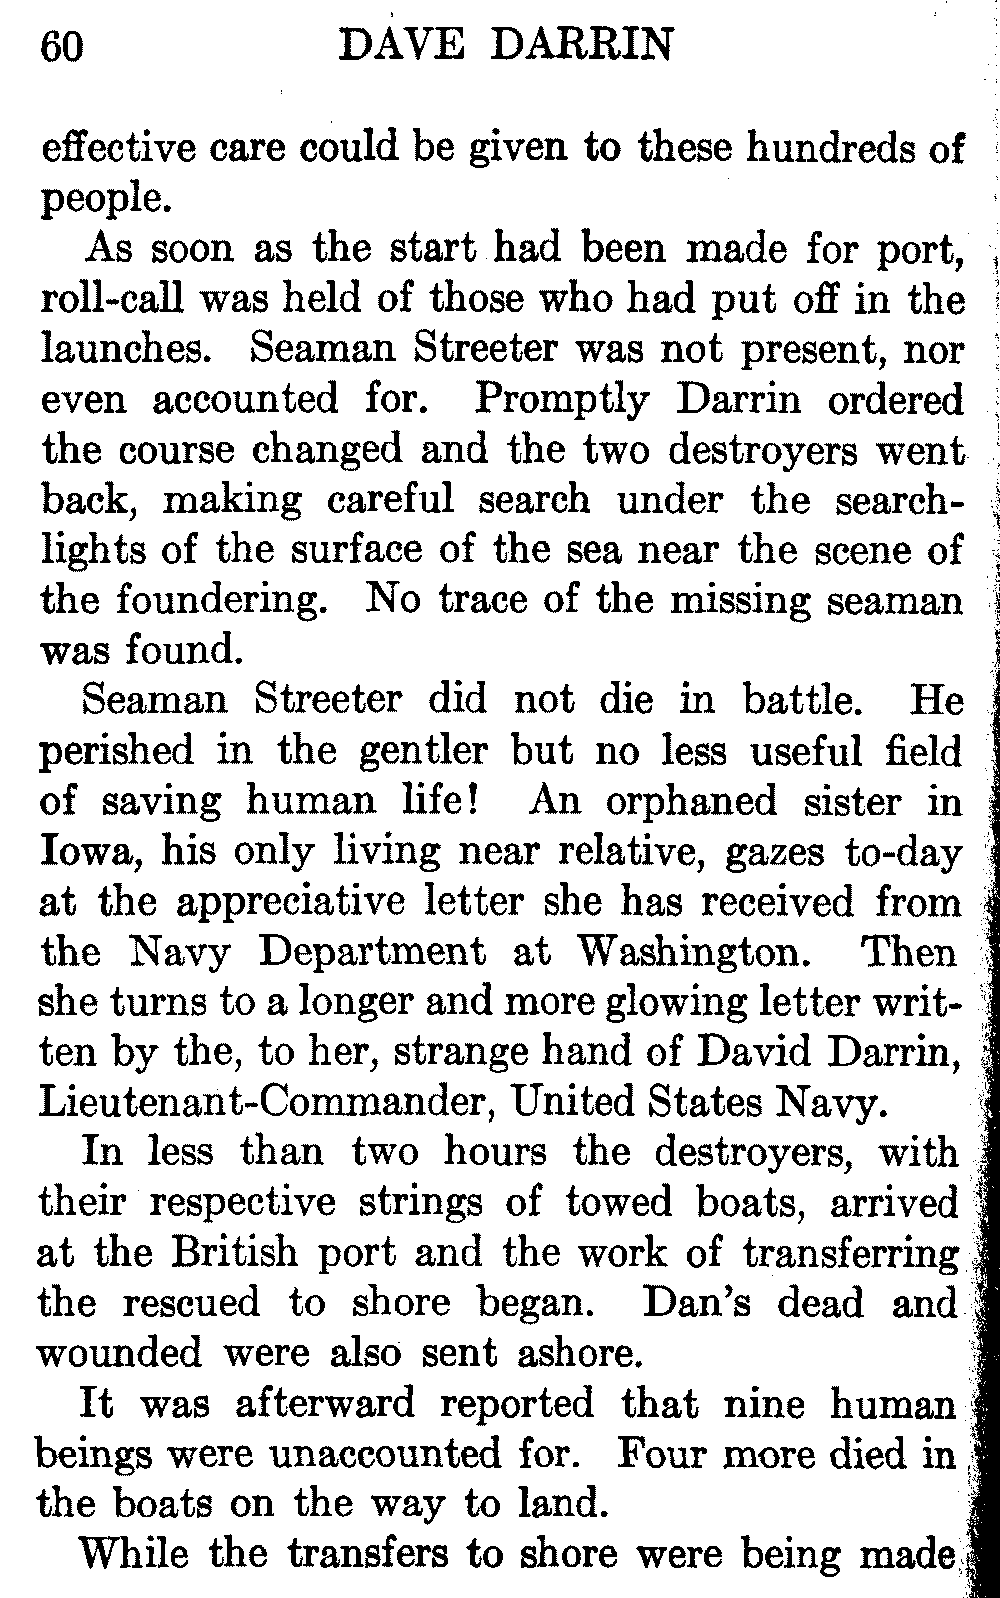 60 DAVE DARRIN
effective care could be given to these hundreds of
people.
As soon as the start had been made for port,
roll-call was held of those who had put off in the
launches. Seaman Streeter was not present, nor
even accounted for. Promptly Darrin ordered
the course changed and the two destroyers went
back, making careful search under the search-
lights of the surface of the sea near the scene of
the foundering. No trace of the missing seaman
was found.
Seaman Streeter did not die in battle. He
perished in the gentler but no less useful field
of saving human life! An orphaned sister in
Iowa, his only living near relative, gazes to-day
at the appreciative letter she has received from
the Navy Department at Washington. Then
she turns to a longer and more glowing letter writ-
ten by the, to her, strange hand of David Darrin,
Lieutenant-Commander, United States Navy.
In less than two hours the destroyers, with
their respective strings of towed boats, arrived
at the British port and the work of transferring
the rescued to shore began. Dan's dead and
wounded were also sent ashore.
It was afterward reported that nine human
beings were unaccounted for. Four more died in
the boats on the way to land.
While the transfers to shore were being made